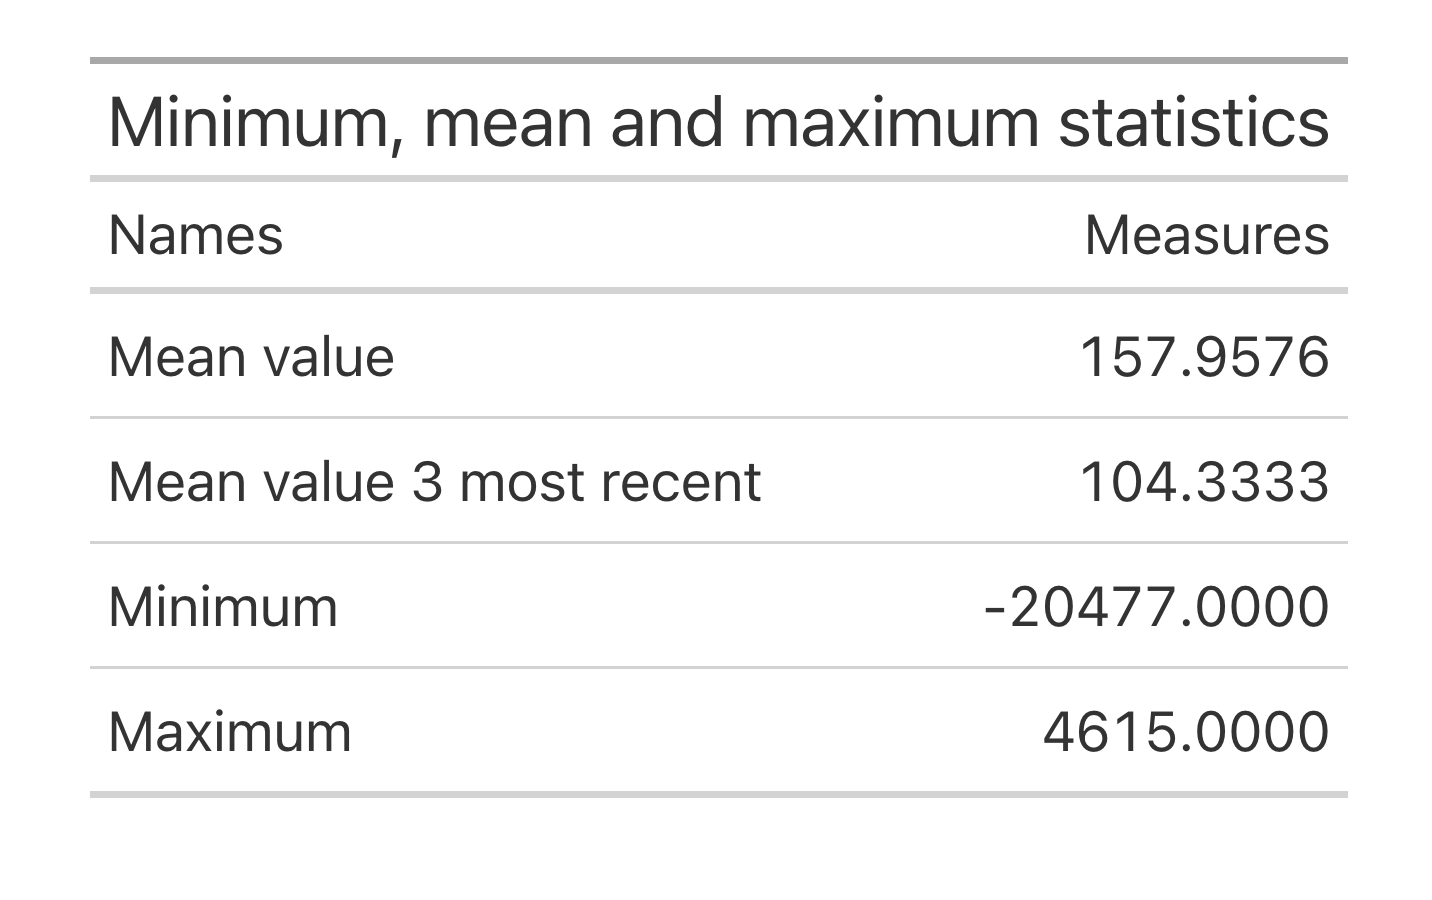 Minimum, mean and maximum statistics
Names Measures
Mean value 157.9576
Mean value 3 most recent 104.3333
Minimum -20477.0000
Maximum 4615.0000